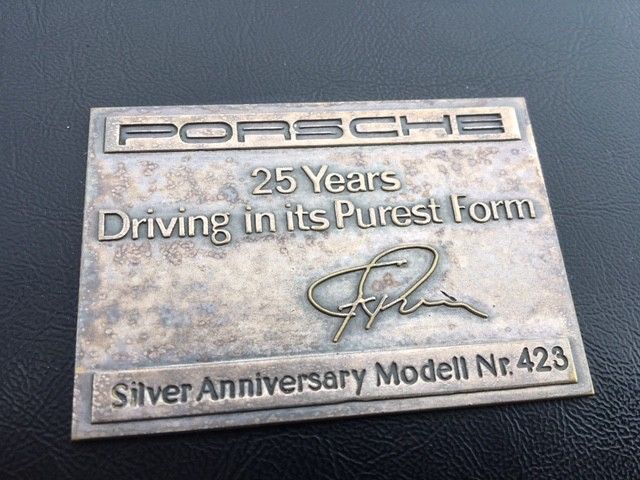 PORSCHE
25 Years
Driving in its Purest Form
Silver Anniversary Modell Nr. 423